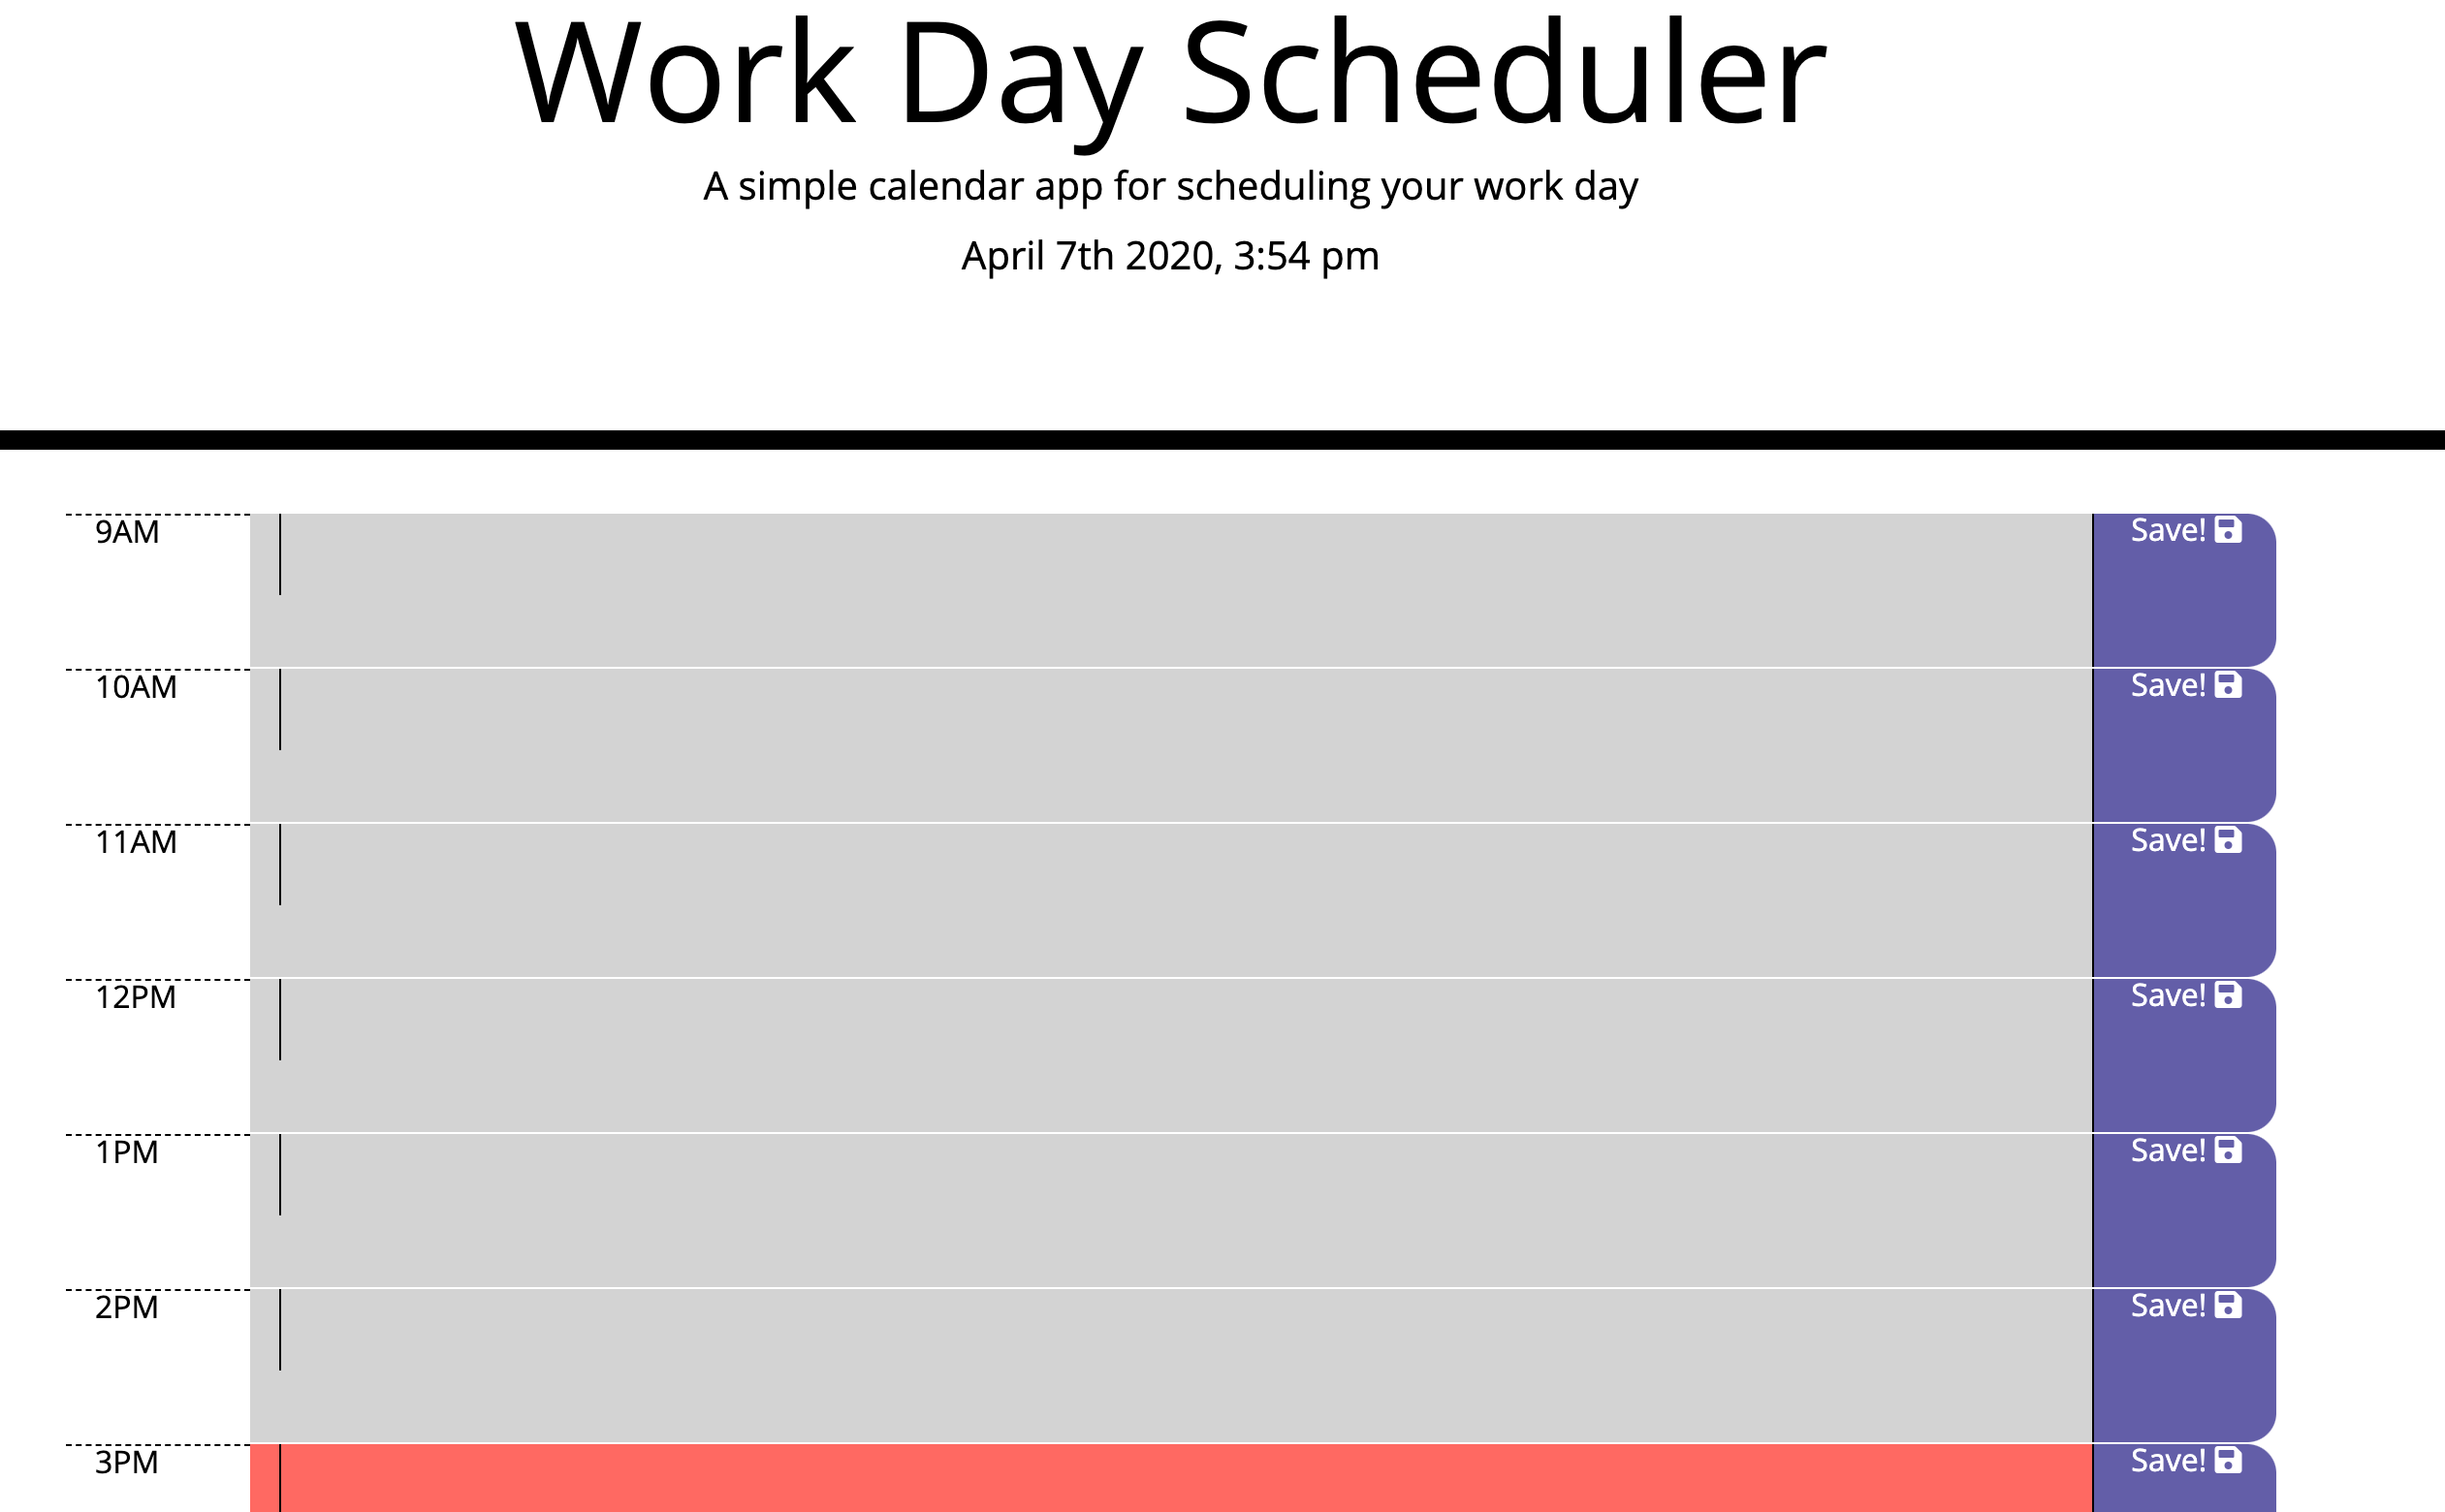 Work Day Scheduler
A simple calendar app for scheduling your work day
April 7th 2020, 3:54 pm
9AM Save!
10AM Save!
11AM Save!
12PM Save!
1PM Save!
2PM Save!
3PM Save!